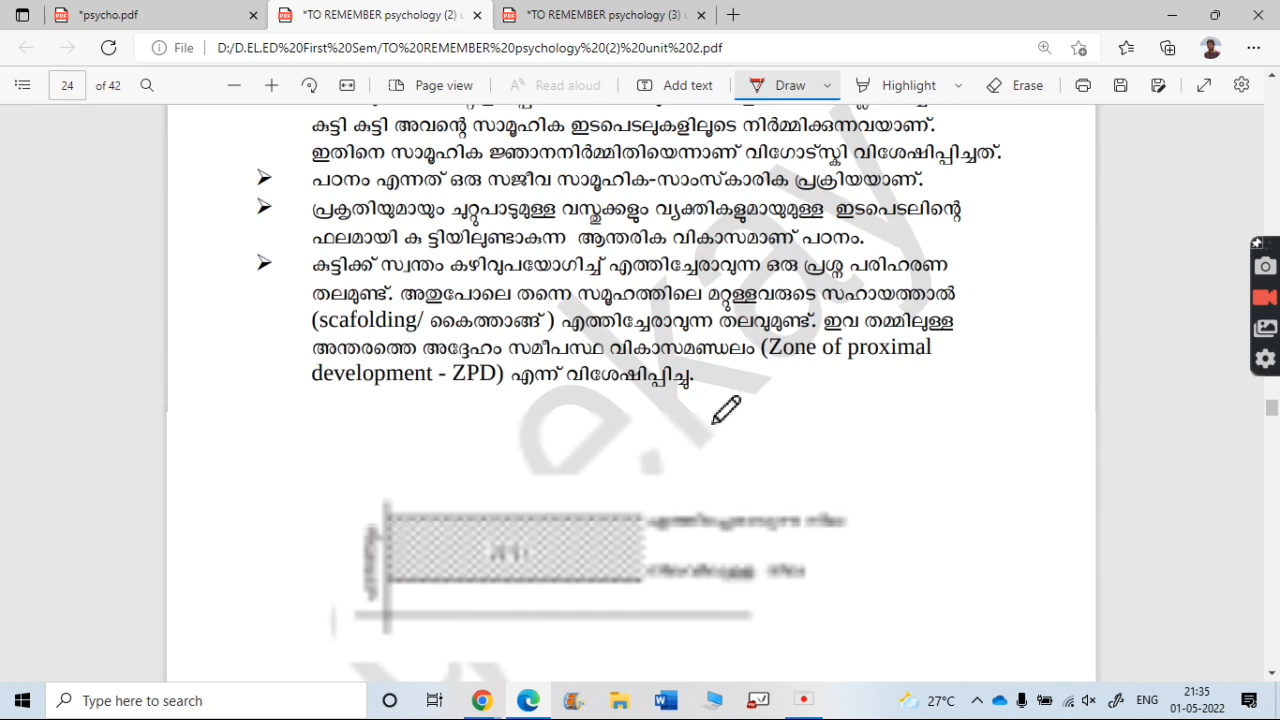 *psycho.pdf
*TO REMEMBER psychology (2) u
*TO REMEMBER psychology (3) u
File D:/D.EL.ED%20First%20Sem/TO%20REMEMBER%20psychology%20(2)%20unit%202.pdf
24 of 42 Page view Read aloud Add text Draw Highlight Erase
കുട്ടി കുട്ടി അവന്റെ സാമൂഹിക ഇടപെടലുകളിലൂടെ നിർമ്മിക്കുന്നവയാണ്.
ഇതിനെ സാമൂഹിക ജ്ഞാനനിർമ്മിതിയെന്നാണ് വിഗോട്സ്കി വിശേഷിപ്പിച്ചത്.
➢ പഠനം എന്നത് ഒരു സജീവ സാമൂഹിക-സാംസ്കാരിക പ്രക്രിയയാണ്.
➢ പ്രകൃതിയുമായും ചുറ്റുപാടുമുള്ള വസ്തുക്കളും വ്യക്തികളുമായുമുള്ള ഇടപെടലിന്റെ
ഫലമായി കു ട്ടിയിലുണ്ടാകുന്ന ആന്തരിക വികാസമാണ് പഠനം.
➢ കുട്ടിക്ക് സ്വന്തം കഴിവുപയോഗിച്ച് എത്തിച്ചേരാവുന്ന ഒരു പ്രശ്ന പരിഹരണ
തലമുണ്ട്. അതുപോലെ തന്നെ സമൂഹത്തിലെ മറ്റുള്ളവരുടെ സഹായത്താൽ
(scafolding/ കൈത്താങ്ങ് ) എത്തിച്ചേരാവുന്ന തലവുമുണ്ട്. ഇവ തമ്മിലുള്ള
അന്തരത്തെ അദ്ദേഹം സമീപസ്ഥ വികാസമണ്ഡലം (Zone of proximal
development - ZPD) എന്ന് വിശേഷിപ്പിച്ചു.
Type here to search
27°C
ENG
21:35
01-05-2022